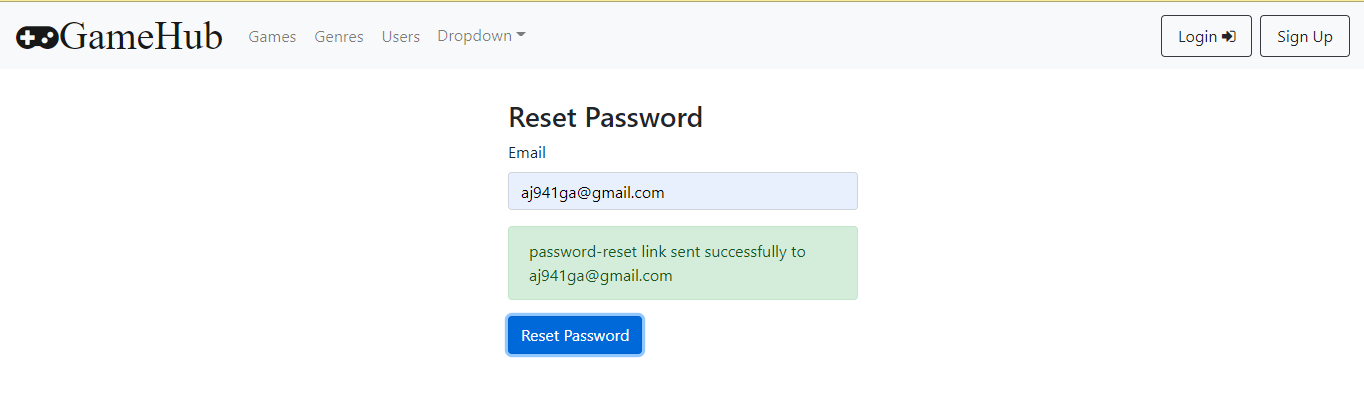 GameHub Games Genres Users Dropdown Login Sign Up
Reset Password
Email
aj941ga@gmail.com
password-reset link sent successfully to
aj941ga@gmail.com
Reset Password